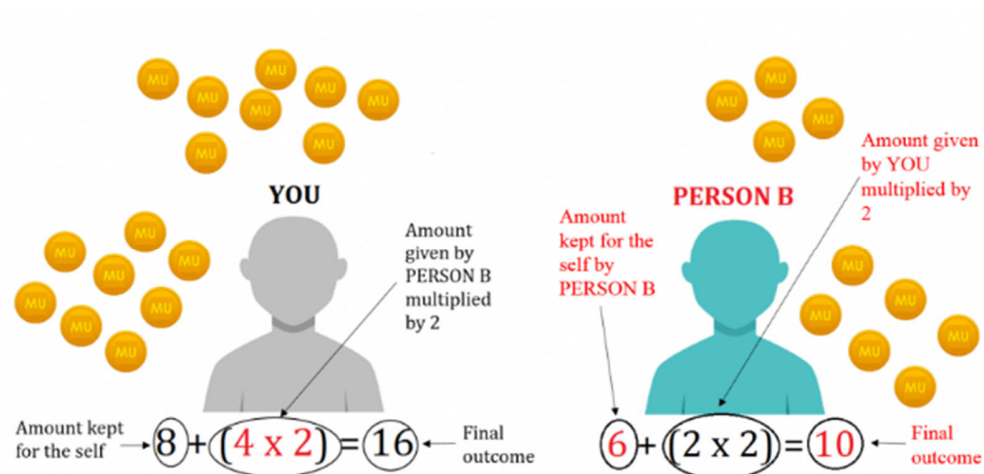 MU
MU
MU
MU
MU
MU
MU
MU
YOU
MU
MU
MU
MU
MU
MU
MU
MU
Amount
given by
PERSON B
multiplied
by 2
Amount kept
for the self
8+(4 x 2)=16
Final
outcome
MU
MU
MU
MU
PERSON B
Amount given
by YOU
multiplied by
2
Amount
kept for the
self by
PERSON B
MU
MU
MU
MU
MU
MU
6+(2 x 2)=10
Final
outcome